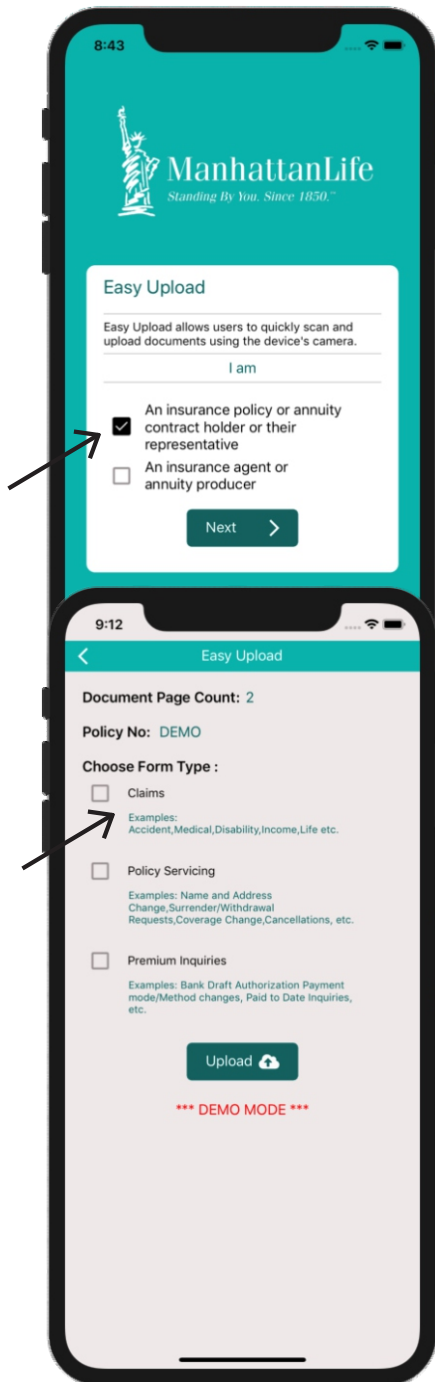 8:43
ManhattanLife
Standing By You. Since 1850.™
Easy Upload
Easy Upload allows users to quickly scan and
upload documents using the device's camera.
I am
An insurance policy or annuity
contract holder or their
representative
An insurance agent or
annuity producer
Next
9:12
Easy Upload
Document Page Count: 2
Policy No: DEMO
Choose Form Type :
Claims
Examples:
Accident,Medical,Disability,Income,Life etc.
Policy Servicing
Examples: Name and Address
Change,Surrender/Withdrawal
Requests,Coverage Change,Cancellations, etc.
Premium Inquiries
Examples: Bank Draft Authorization Payment
mode/Method changes, Paid to Date Inquiries,
etc.
Upload
*** DEMO MODE ***